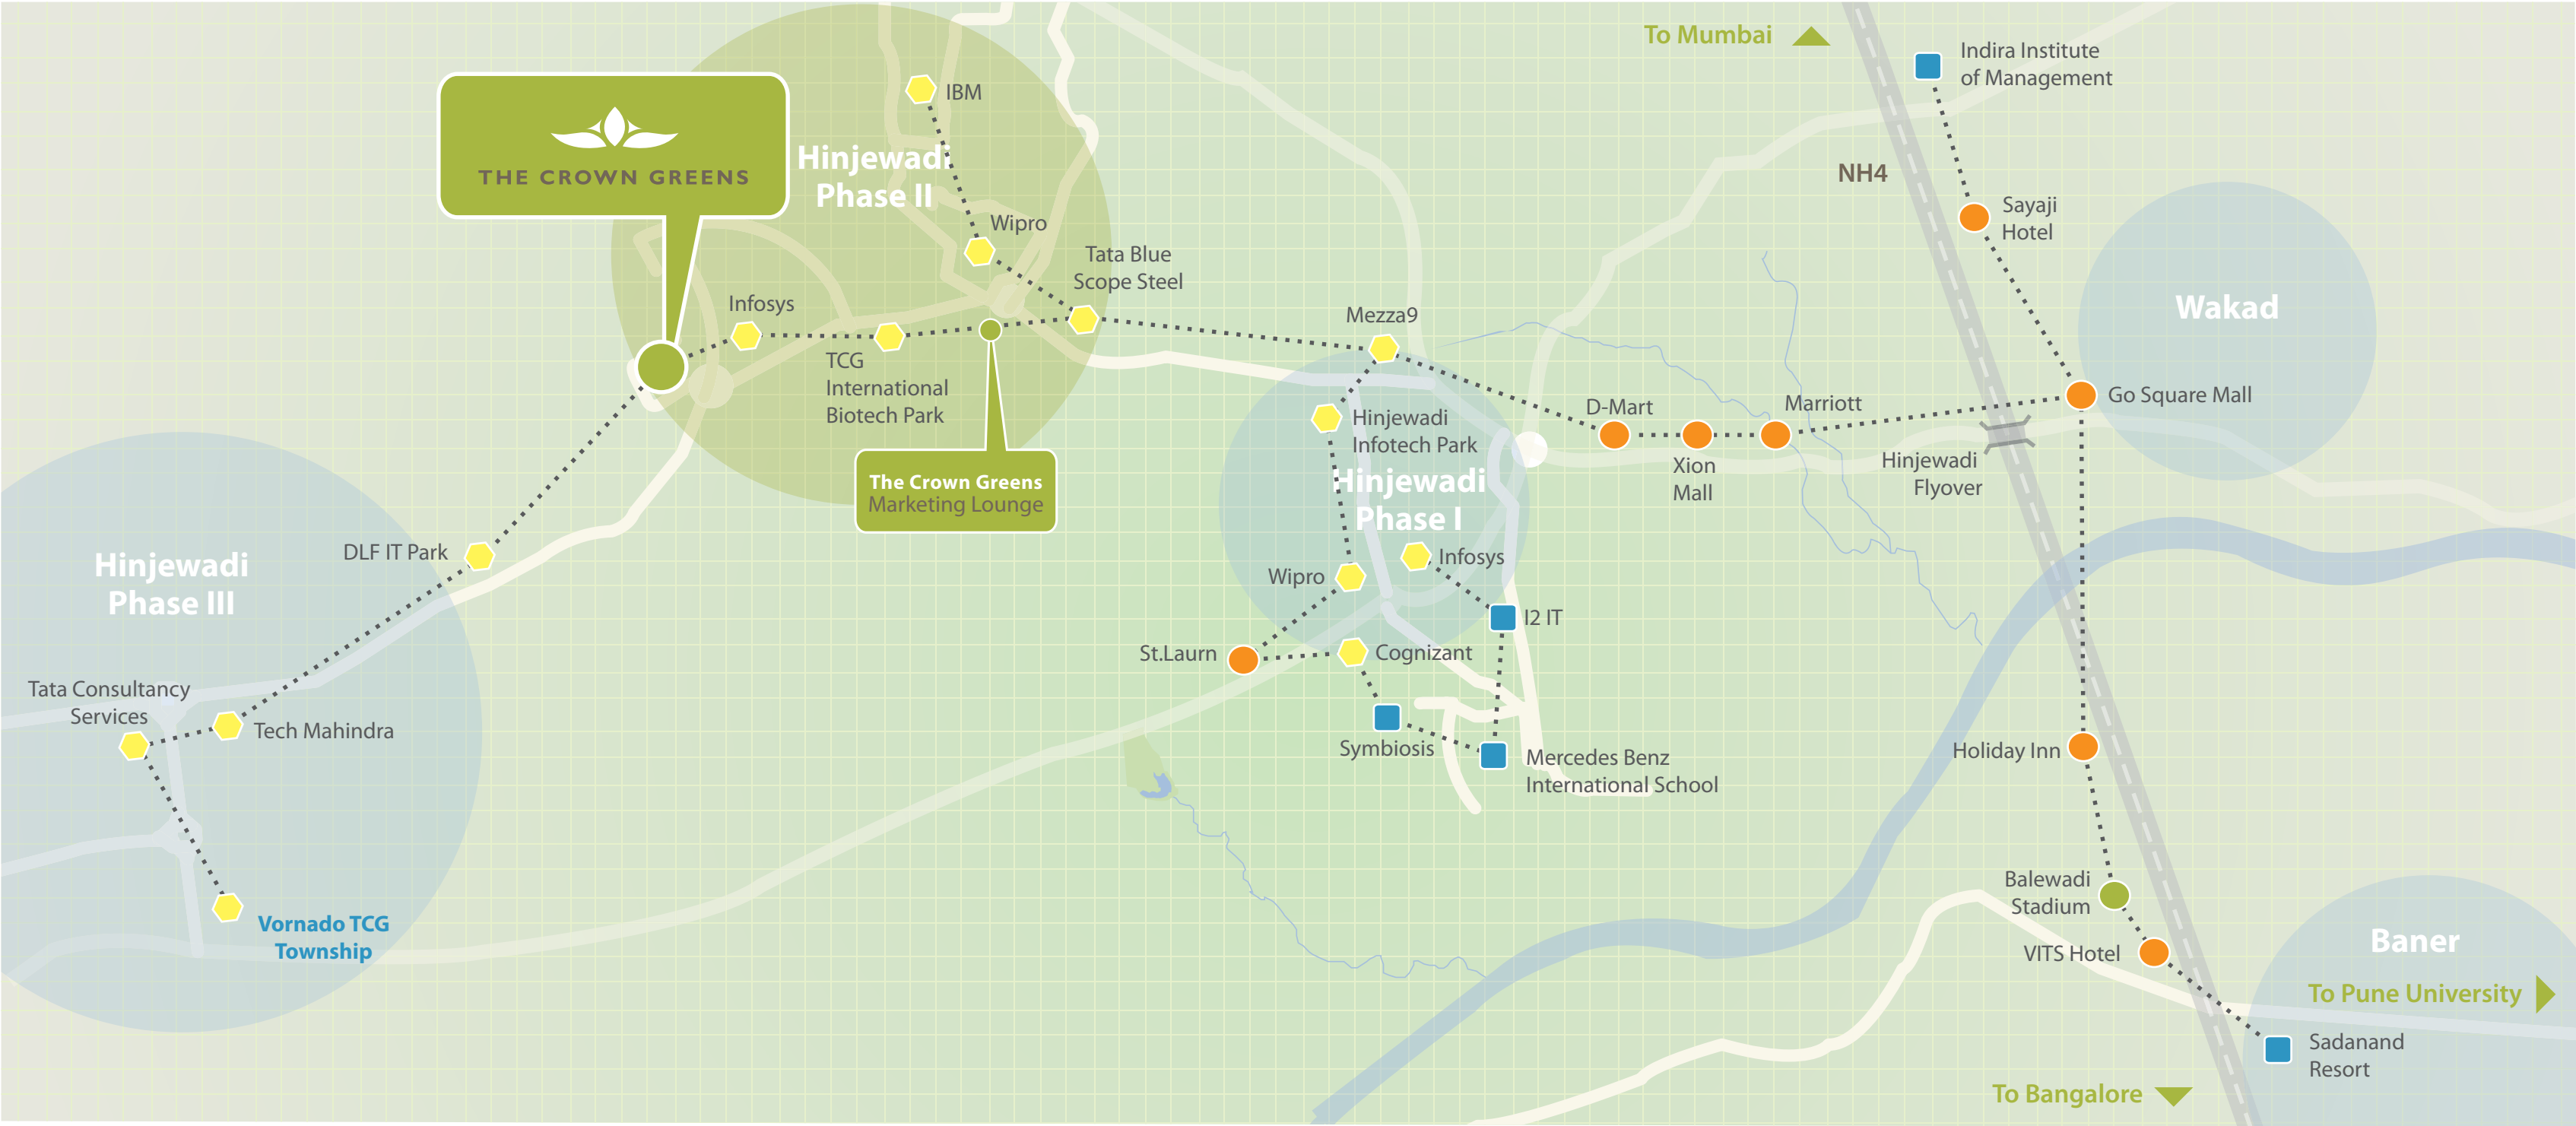 To Mumbai
Indira Institute
of Management
IBM
THE CROWN GREENS
Hinjewadi
Phase II
NH4
Sayaji
Hotel
Wipro
Tata Blue
Scope Steel
Infosys
Mezza9
Wakad
TCG
International
Biotech Park
Hinjewadi
Infotech Park
D-Mart
Marriott
Go Square Mall
Xion
Mall
Hinjewadi
Flyover
The Crown Greens
Marketing Lounge
Hinjewadi
Phase I
DLF IT Park
Hinjewadi
Phase III
Infosys
Wipro
I2 IT
St.Laurn
Cognizant
Tata Consultancy
Services
Tech Mahindra
Symbiosis
Mercedes Benz
International School
Holiday Inn
Vornado TCG
Township
Balewadi
Stadium
VITS Hotel
Baner
To Pune University
Sadanand
Resort
To Bangalore